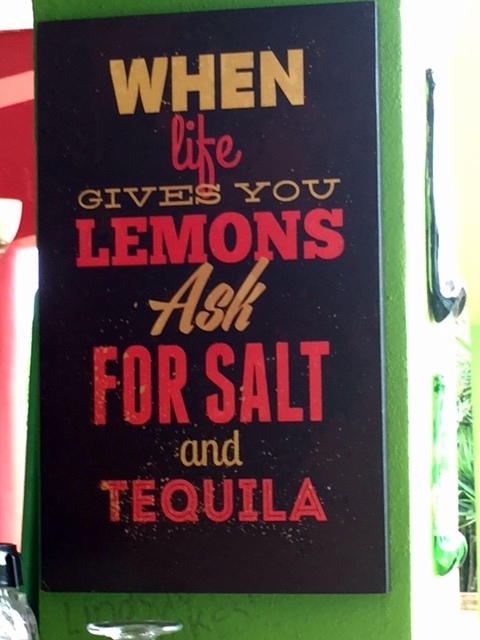 WHEN
life
GIVES YOU
LEMONS
Ask
FOR SALT
and
TEQUILA